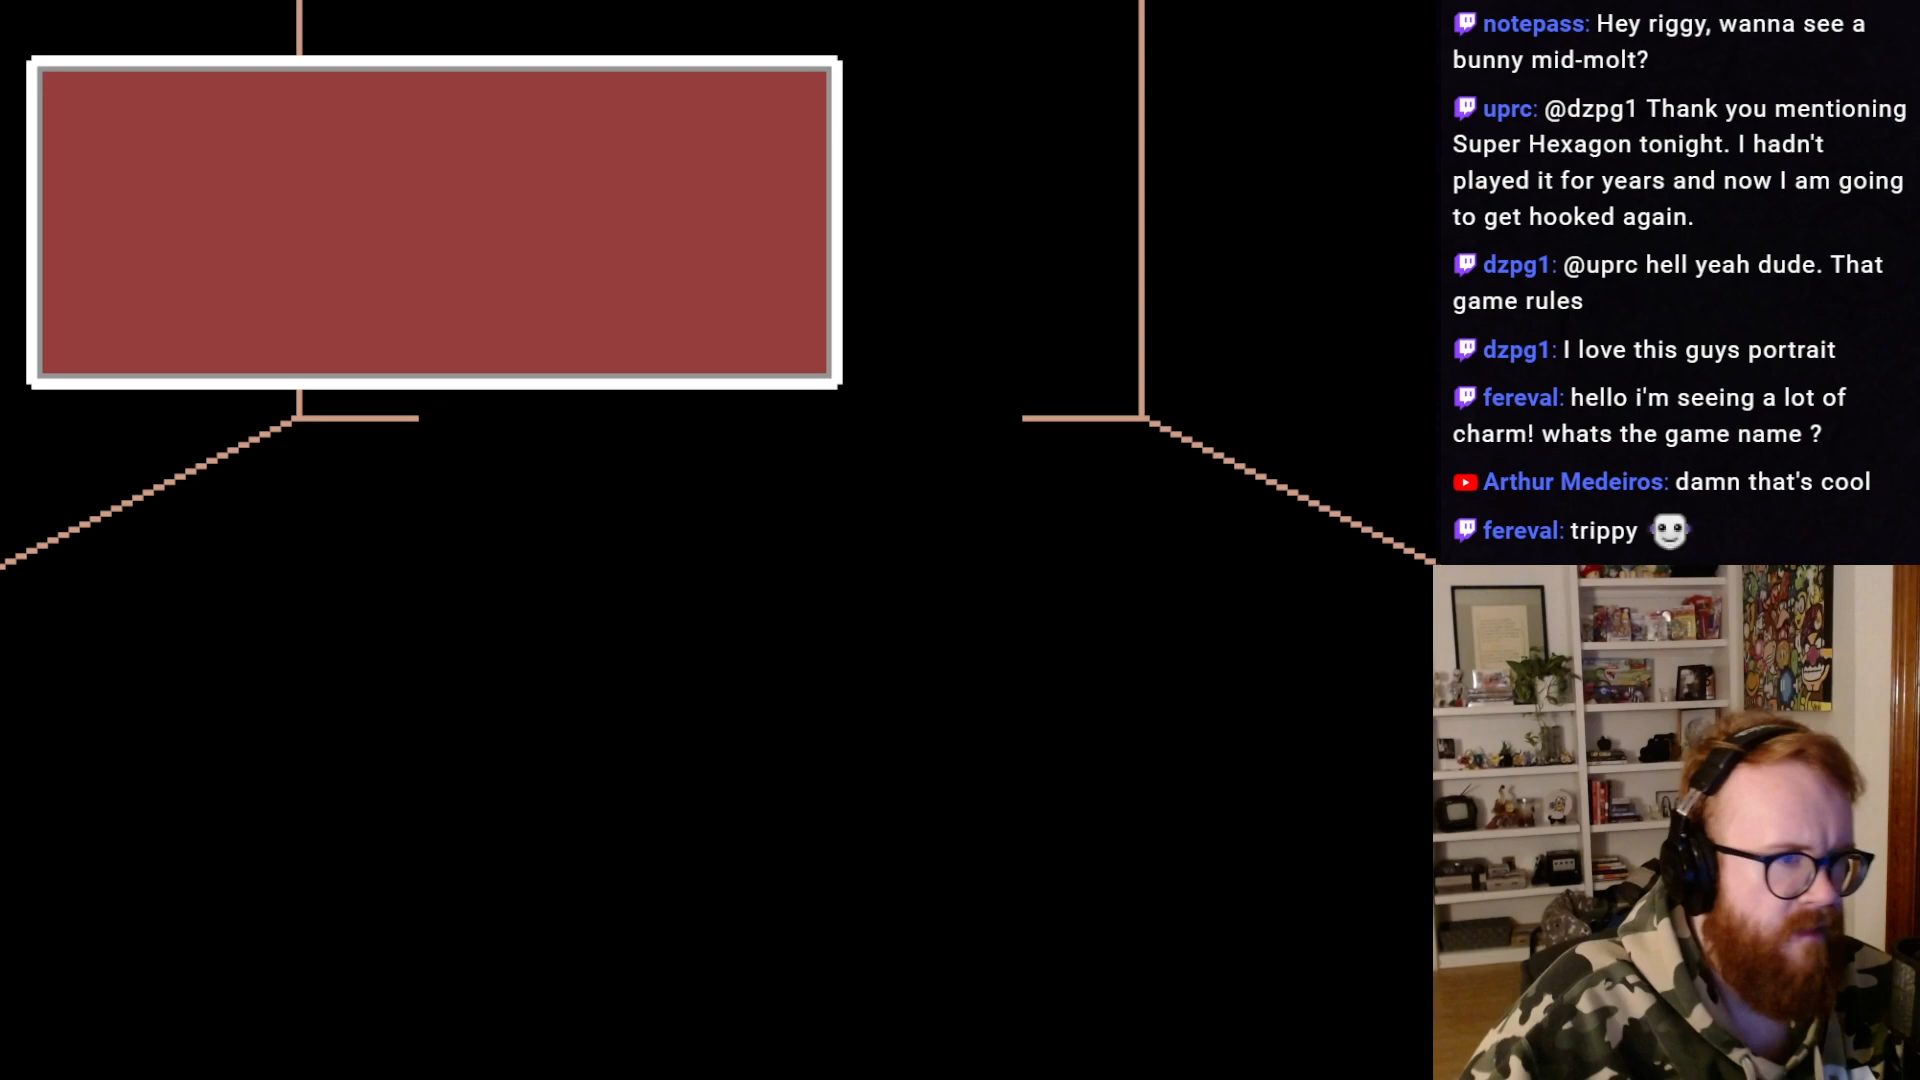 notepass: Hey riggy, wanna see a
bunny mid-molt?
uprc: @dzpg1 Thank you mentioning
Super Hexagon tonight. I hadn't
played it for years and now I am going
to get hooked again.
dzpg1: @uprc hell yeah dude. That
game rules
dzpg1: I love this guys portrait
fereval: hello i'm seeing a lot of
charm! whats the game name ?
Arthur Medeiros: damn that's cool
fereval: trippy